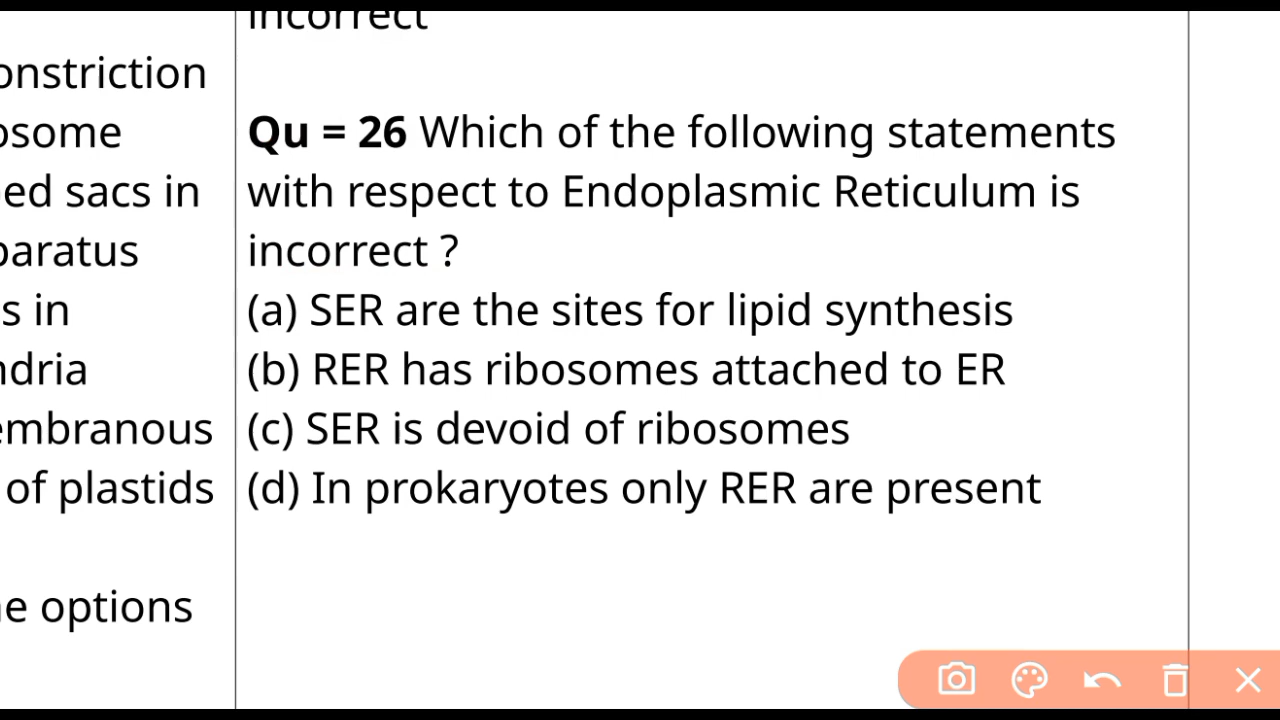 incorrect
onstriction
osome
ed sacs in
paratus
s in
ndria
embranous
of plastids
e options
Qu = 26 Which of the following statements
with respect to Endoplasmic Reticulum is
incorrect ?
(a) SER are the sites for lipid synthesis
(b) RER has ribosomes attached to ER
(c) SER is devoid of ribosomes
(d) In prokaryotes only RER are present